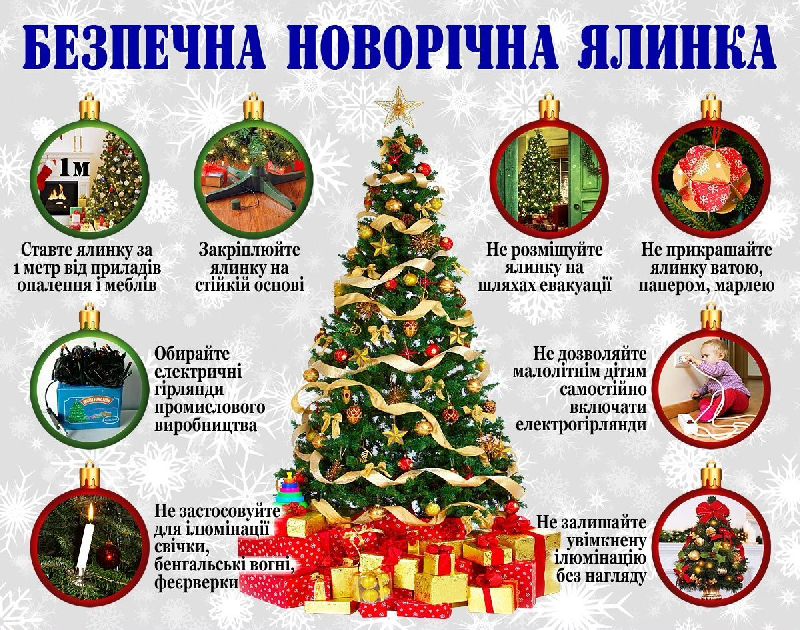 БЕЗПЕЧНА НОВОРІЧНА ЯЛИНКА
1м
Ставте ялинку за
1 метр від приладів
опалення і меблів
Закріплюйте
ялинку на
стійкій основі
Не розміщуйте
ялинку на
шляхах евакуації
Не прикрашайте
ялинку ватою,
папером, марлею
Обирайте
електричні
гірлянди
промислового
виробництва
Не дозволяйте
малолітнім дітям
самостійно
включати
електрогірлянди
Не застосовуйте
для ілюмінації
свічки,
бенгальські вогні,
феєрверки
Не залишайте
увімкнену
ілюмінацію
без нагляду